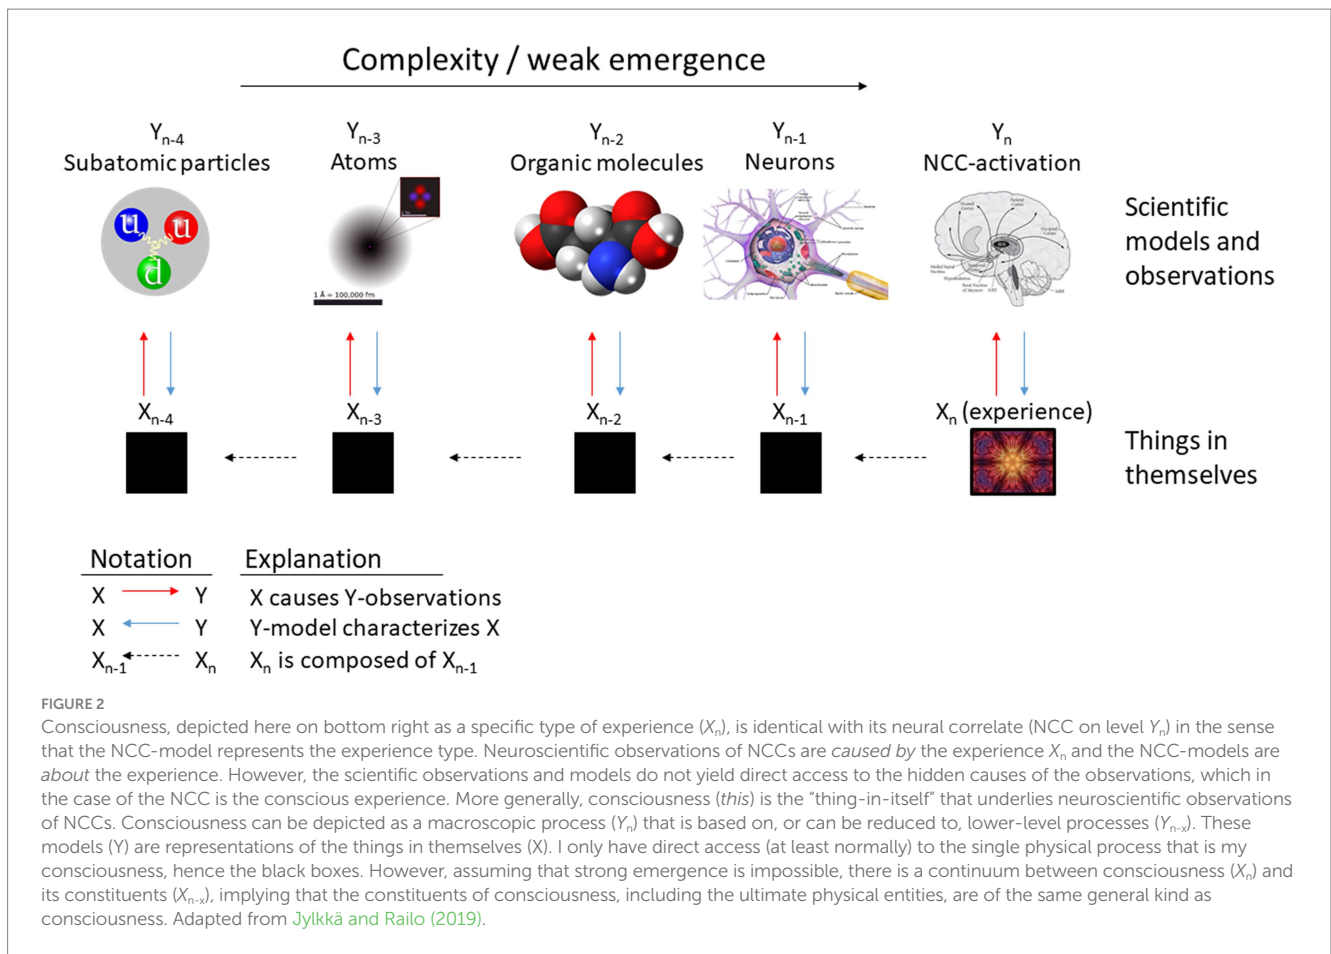 Complexity / weak emergence
Yn-4
Subatomic particles
Yn-3
Atoms
Yn-2
Organic molecules
Yn-1
Neurons
Yn
NCC-activation
u u
d
1 Å = 100,000 fm
Scientific
models and
observations
Xn-4
Xn-3
Xn-2
Xn-1
Xn (experience)
Things in
themselves
Notation Explanation
X Y X causes Y-observations
X Y Y-model characterizes X
Xn-1 Xn Xn is composed of Xn-1
FIGURE 2
Consciousness, depicted here on bottom right as a specific type of experience (Xn), is identical with its neural correlate (NCC on level Yn) in the sense
that the NCC-model represents the experience type. Neuroscientific observations of NCCs are caused by the experience Xn and the NCC-models are
about the experience. However, the scientific observations and models do not yield direct access to the hidden causes of the observations, which in
the case of the NCC is the conscious experience. More generally, consciousness (this) is the "thing-in-itself" that underlies neuroscientific observations
of NCCs. Consciousness can be depicted as a macroscopic process (Yn) that is based on, or can be reduced to, lower-level processes (Yn-x). These
models (Y) are representations of the things in themselves (X). I only have direct access (at least normally) to the single physical process that is my
consciousness, hence the black boxes. However, assuming that strong emergence is impossible, there is a continuum between consciousness (Xn) and
its constituents (Xn-x), implying that the constituents of consciousness, including the ultimate physical entities, are of the same general kind as
consciousness. Adapted from Jylkkä and Railo (2019).